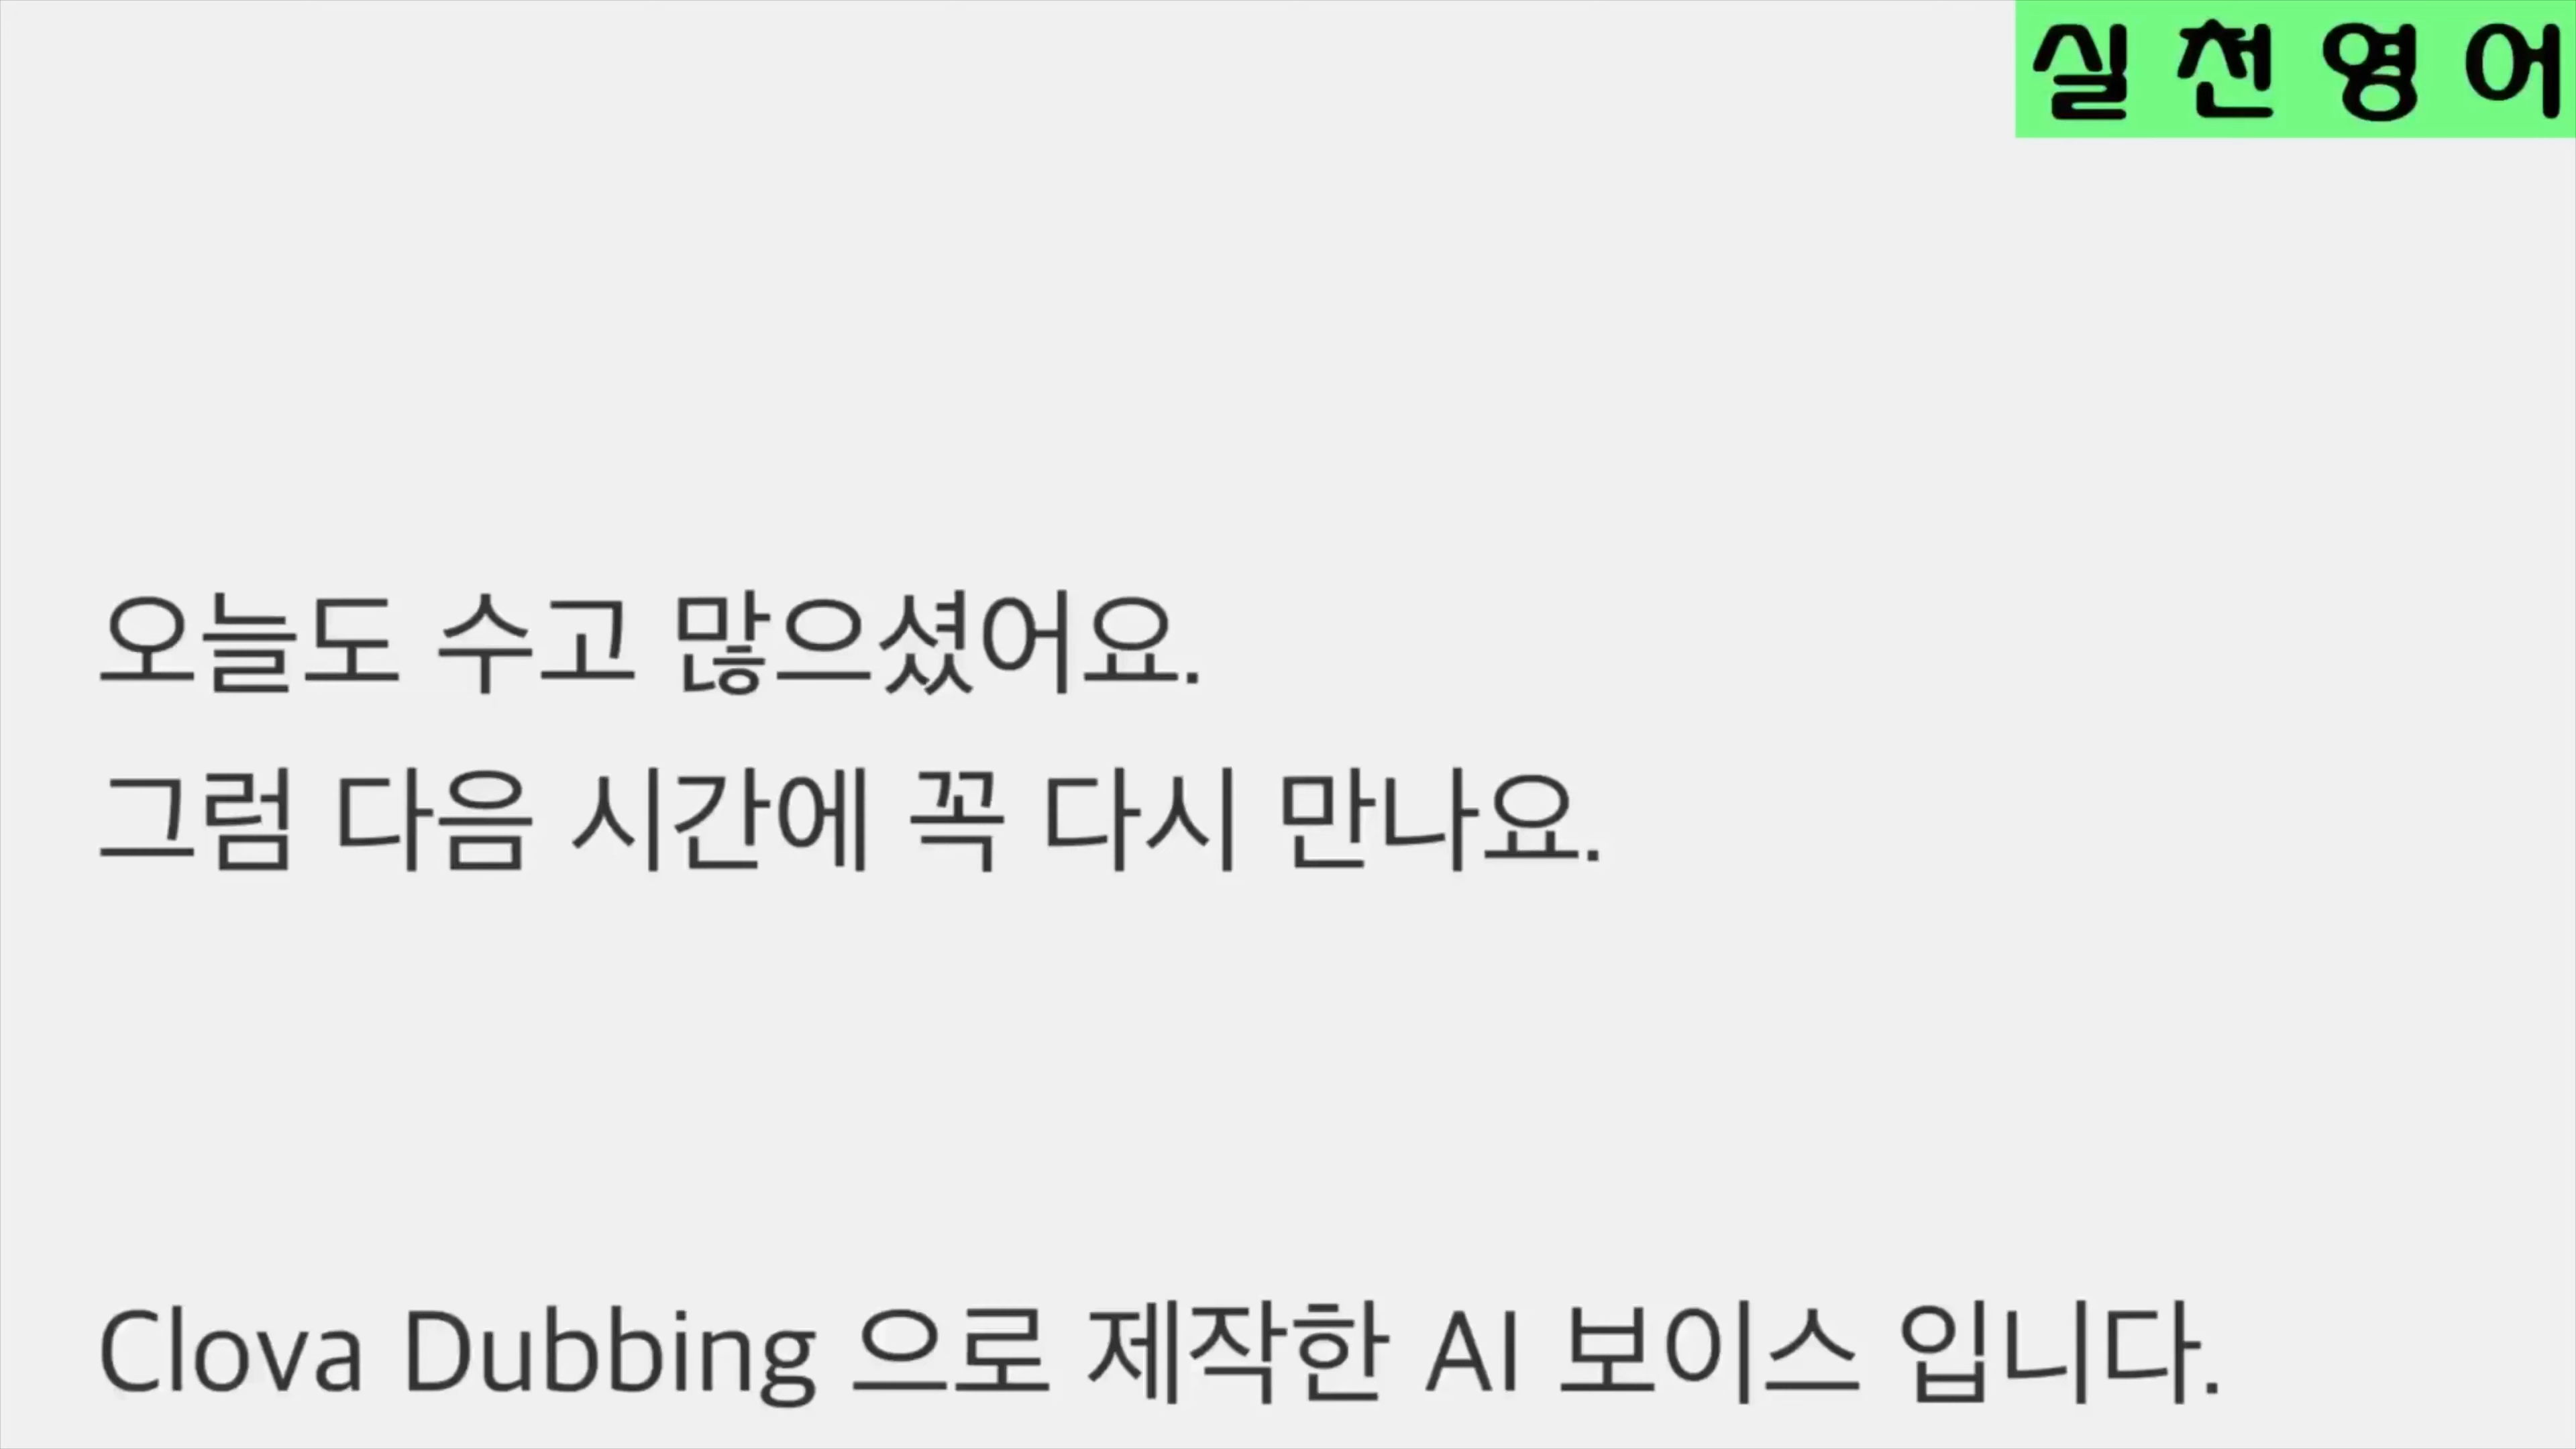 실천영어
오늘도 수고 많으셨어요.
그럼 다음 시간에 꼭 다시 만나요.
Clova Dubbing 으로 제작한 AI 보이스 입니다.